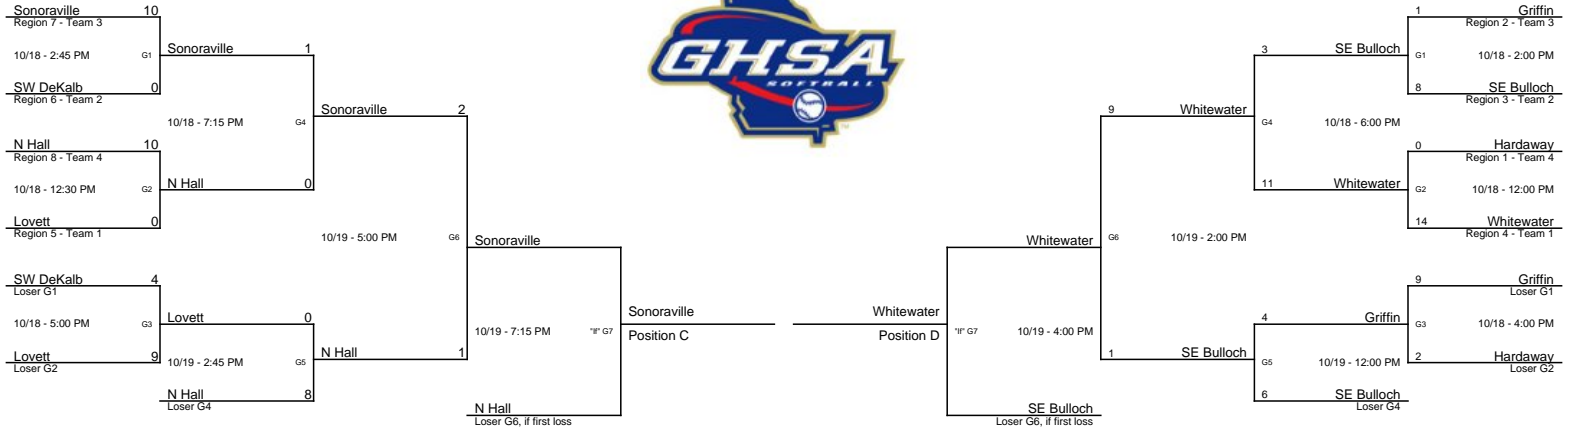 Sonoraville 10
Region 7 - Team 3
10/18 - 2:45 PM G1
Sonoraville 1
SW DeKalb 0
Region 6 - Team 2
10/18 - 7:15 PM G4
Sonoraville 2
N Hall 10
Region 8 - Team 4
10/18 - 12:30 PM G2
N Hall 0
Lovett 0
Region 5 - Team 1
10/19 - 5:00 PM G6
Sonoraville
SW DeKalb 4
Loser G1
10/18 - 5:00 PM G3
Lovett 0
Lovett 9
Loser G2
10/19 - 2:45 PM G5
N Hall 1
N Hall 8
Loser G4
10/19 - 7:15 PM "If" G7
N Hall
Loser G6, if first loss
Sonoraville
Position C
GHSA
SOFTBALL
TM
1 Griffin
Region 2 - Team 3
3 SE Bulloch
G1 10/18 - 2:00 PM
8 SE Bulloch
Region 3 - Team 2
9 Whitewater
G4 10/18 - 6:00 PM
0 Hardaway
Region 1 - Team 4
11 Whitewater
G2 10/18 - 12:00 PM
14 Whitewater
Region 4 - Team 1
Whitewater
G6 10/19 - 2:00 PM
9 Griffin
Loser G1
4 Griffin
G3 10/18 - 4:00 PM
2 Hardaway
Loser G2
1 SE Bulloch
G5 10/19 - 12:00 PM
6 SE Bulloch
Loser G4
Whitewater
Position D
"If" G7 10/19 - 4:00 PM
SE Bulloch
Loser G6, if first loss